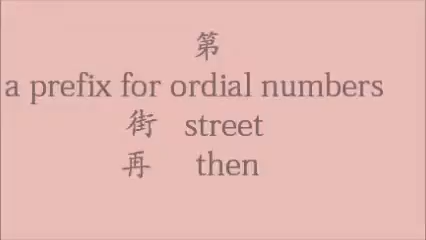 第
a prefix for ordial numbers
街 street
再 then